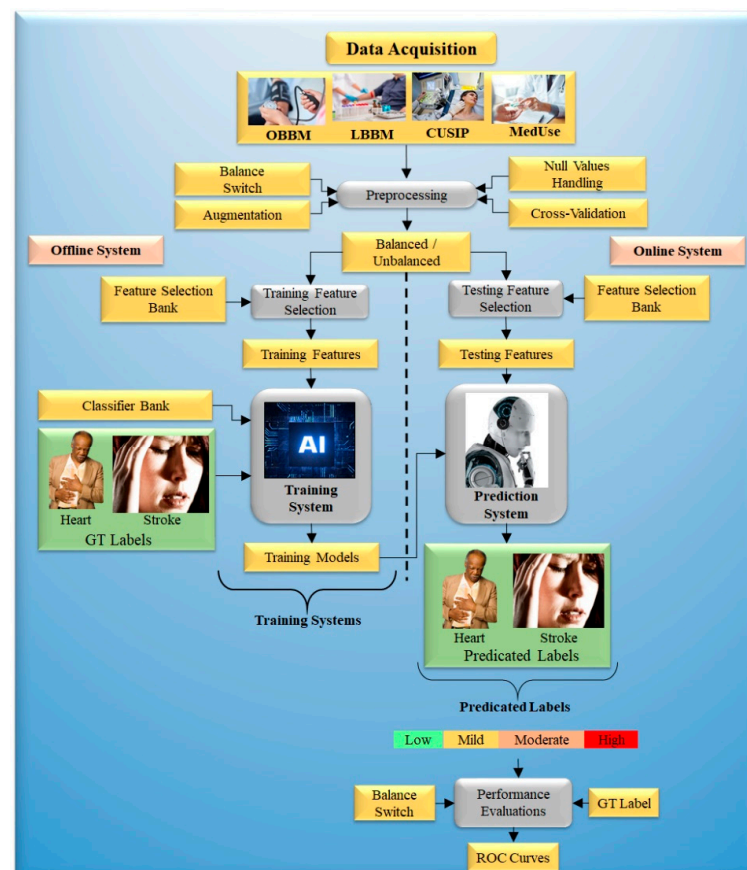 Data Acquisition
OBBM LBBM CUSIP MedUse
Balance
Switch
Null Values
Handling
Preprocessing
Augmentation
Cross-Validation
Offline System
Balanced /
Unbalanced
Online System
Feature Selection
Bank
Training Feature
Selection
Testing Feature
Selection
Feature Selection
Bank
Training Features
Testing Features
Classifier Bank
AI
Training
System
Prediction
System
Heart Stroke
GT Labels
Training Models
Training Systems
Heart Stroke
Predicated Labels
Predicated Labels
Low Mild Moderate High
Balance
Switch
Performance
Evaluations
GT Label
ROC Curves